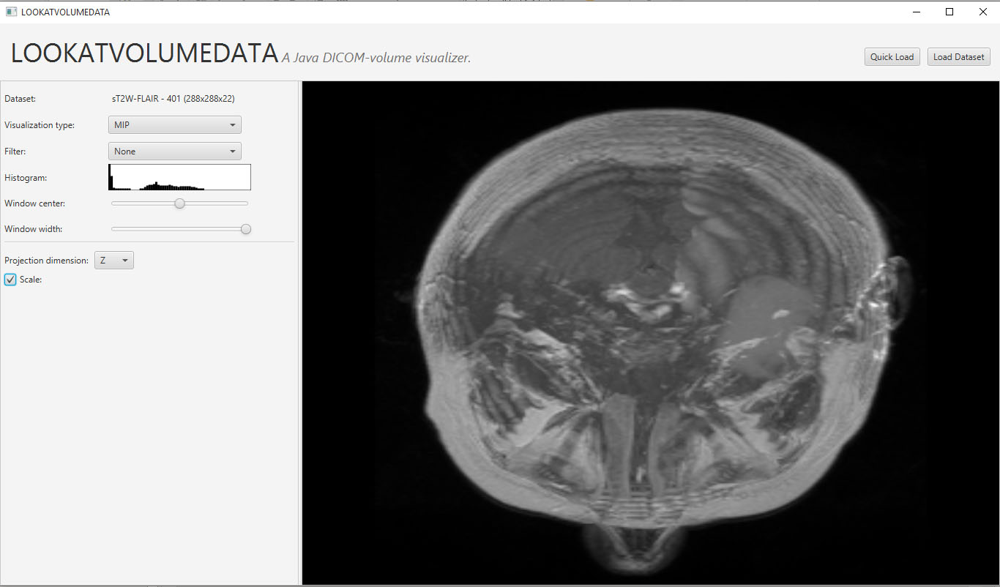 LOOKATVOLUMEDATA
LOOKATVOLUMEDATA A Java DICOM-volume visualizer.
Quick Load
Load Dataset
Dataset: sT2W-FLAIR - 401 (288x288x22)
Visualization type: MIP
Filter: None
Histogram:
Window center:
Window width:
Projection dimension: Z
Scale: